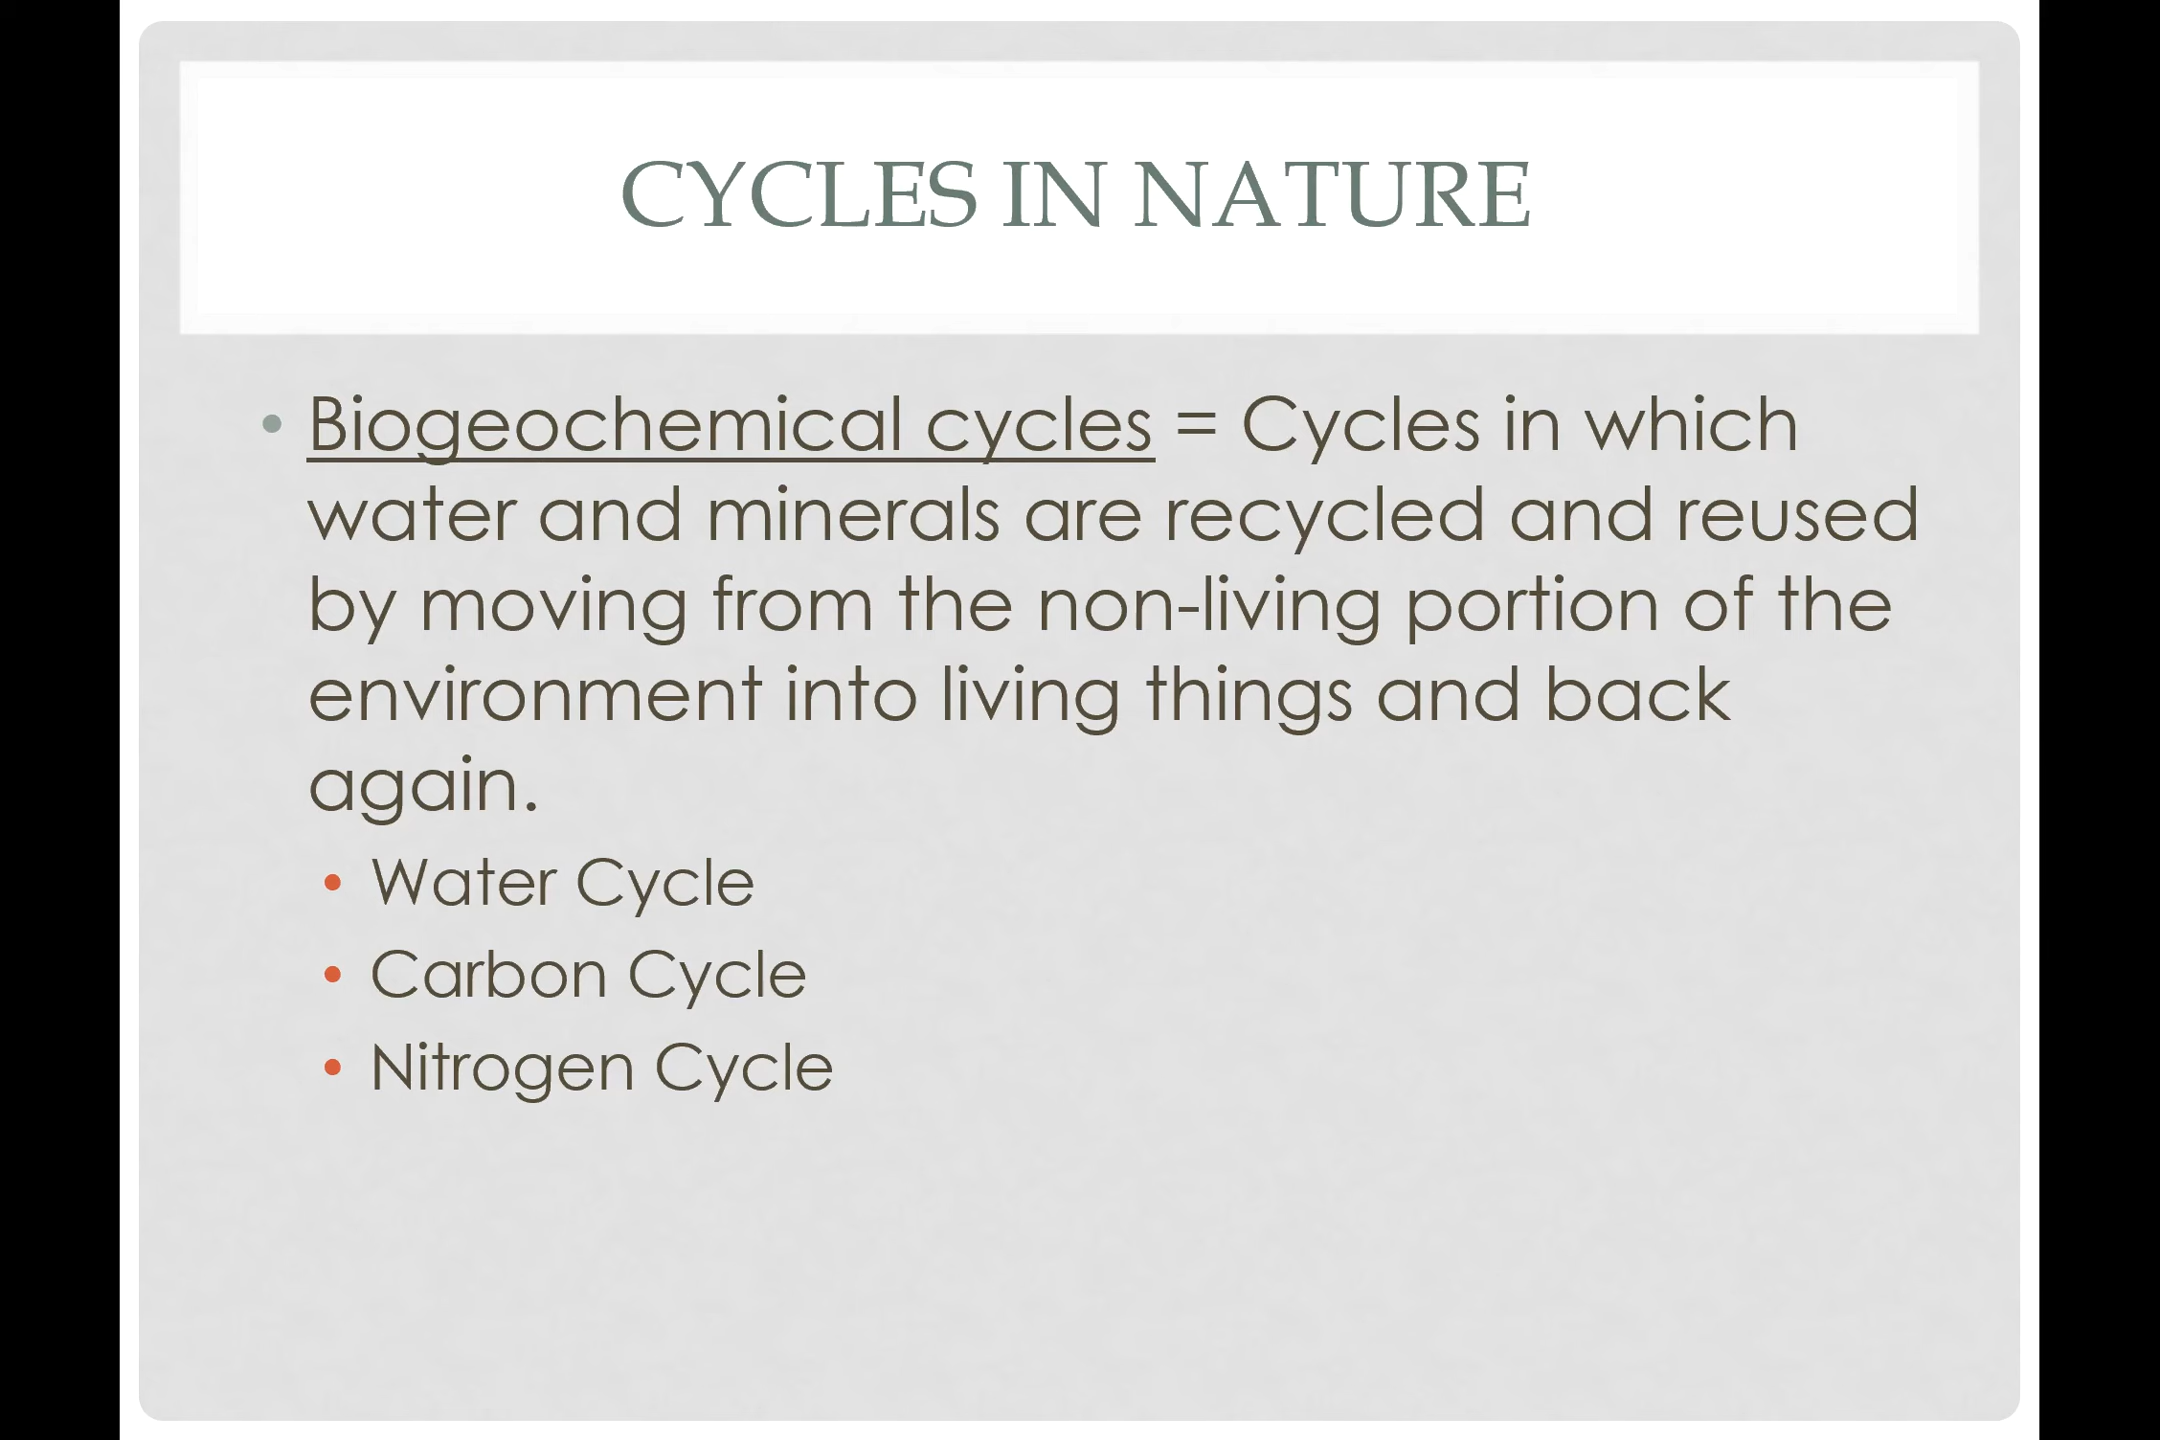 CYCLES IN NATURE
• Biogeochemical cycles = Cycles in which
water and minerals are recycled and reused
by moving from the non-living portion of the
environment into living things and back
again.
• Water Cycle
• Carbon Cycle
• Nitrogen Cycle